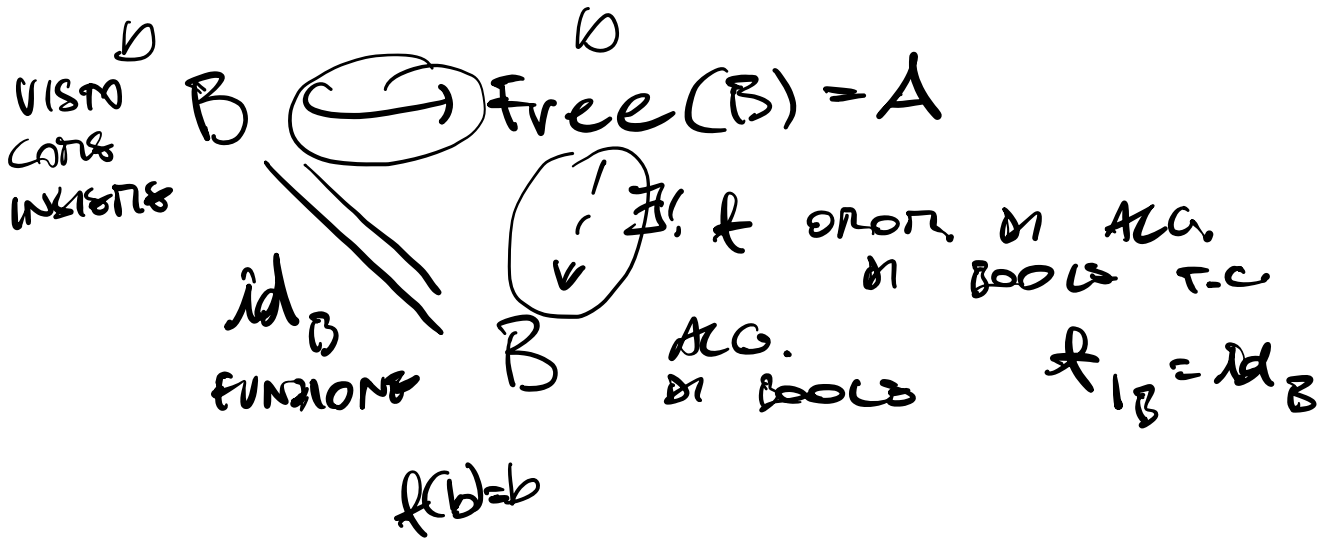 b b
VISTO
COME
INSIEME
B Free(B) = A
∃! f OMOM. DI ALG.
DI BOOLE T.C
id_B
FUNZIONE
B ALG.
DI BOOLE
f|_B = id_B
f(b)=b